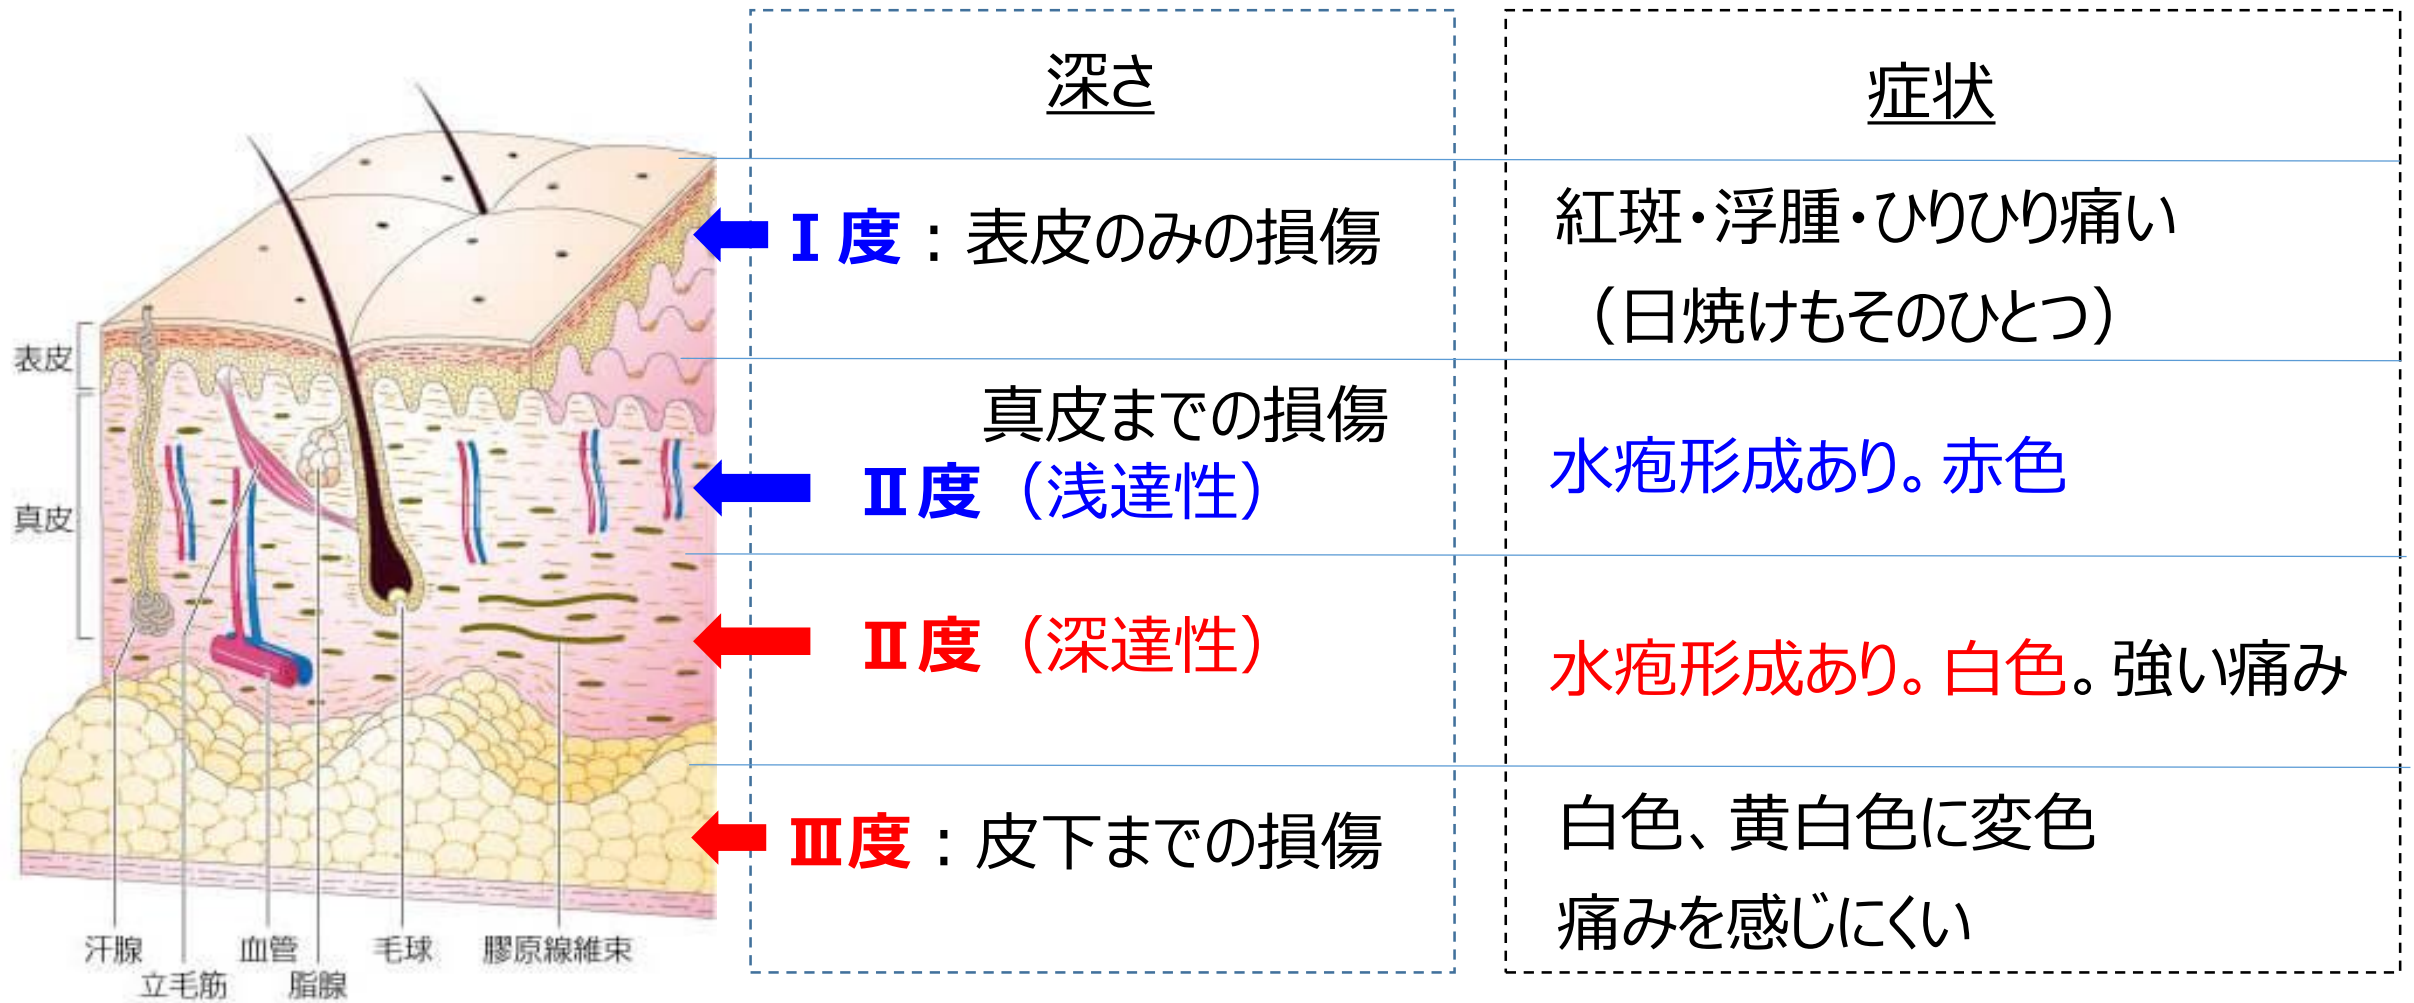 深さ
症状
Ⅰ度：表皮のみの損傷
紅斑・浮腫・ひりひり痛い
（日焼けもそのひとつ）
真皮までの損傷
Ⅱ度（浅達性）
水疱形成あり。赤色
Ⅱ度（深達性）
水疱形成あり。白色。強い痛み
Ⅲ度：皮下までの損傷
白色、黄白色に変色
痛みを感じにくい
表皮
真皮
汗腺
立毛筋
血管
脂腺
毛球
膠原線維束